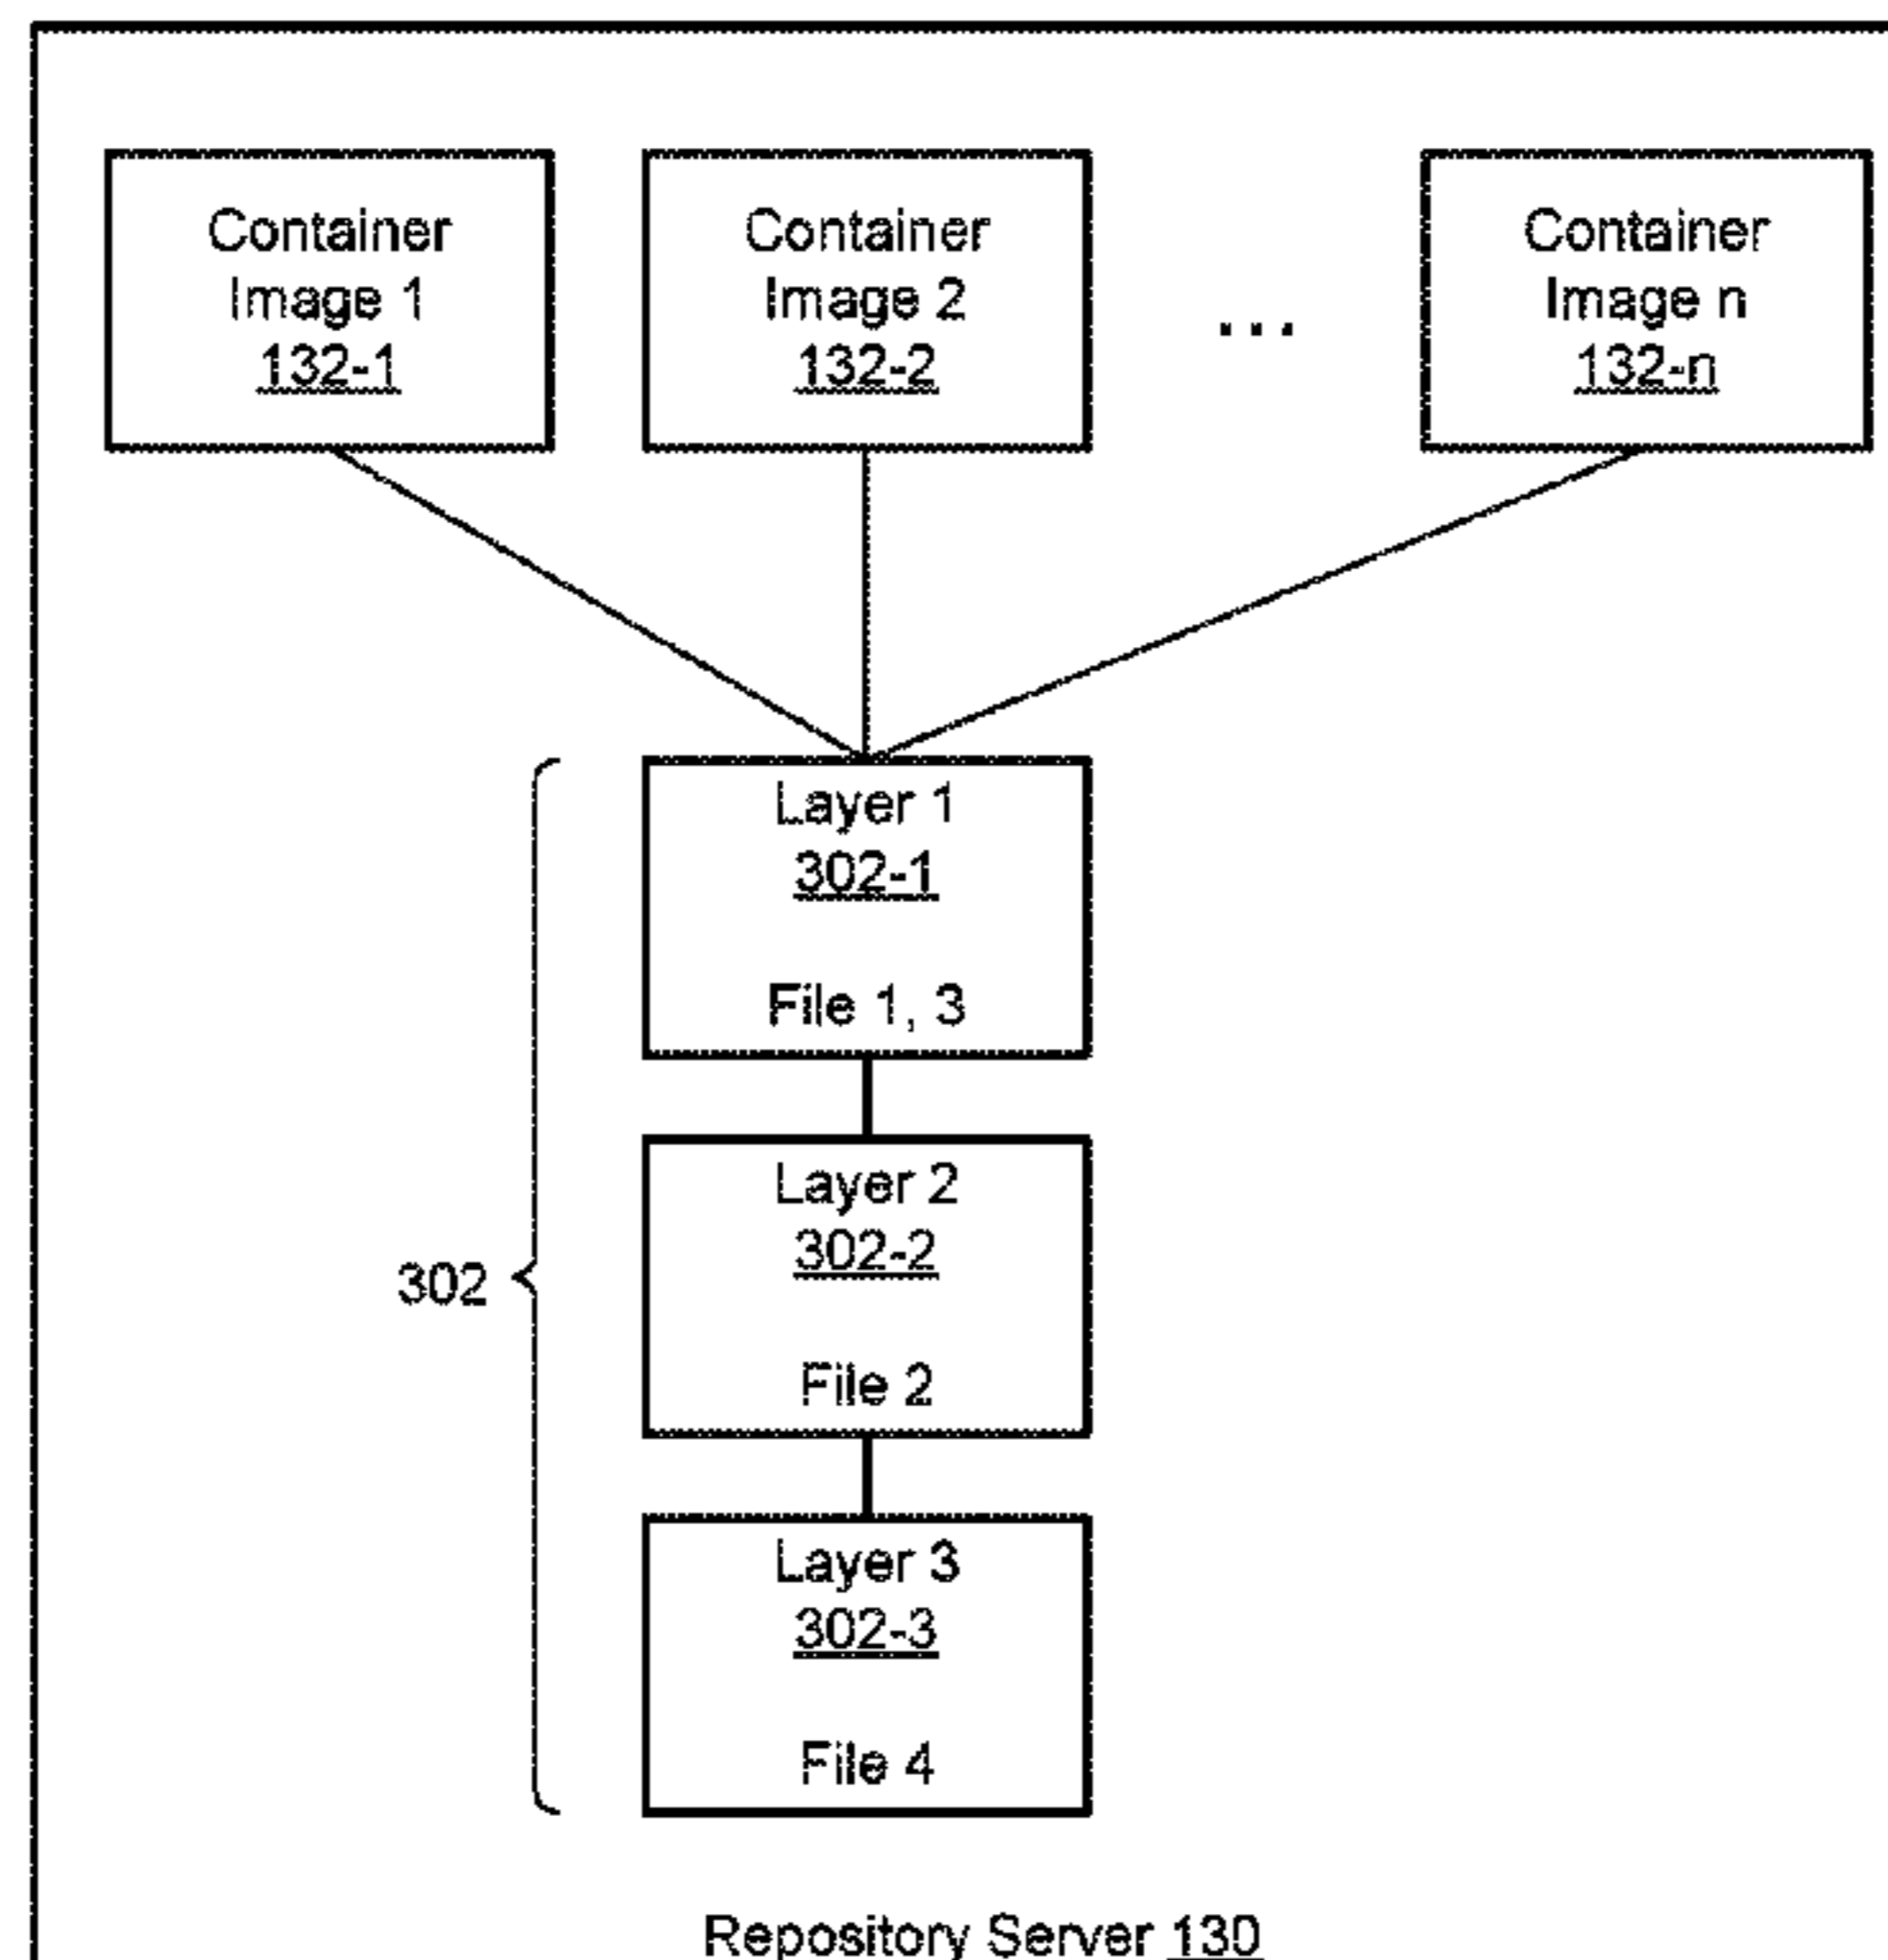 Container
Image 1
132-1
Container
Image 2
132-2
...
Container
Image n
132-n
Layer 1
302-1
File 1, 3
302
Layer 2
302-2
File 2
Layer 3
302-3
File 4
Repository Server 130